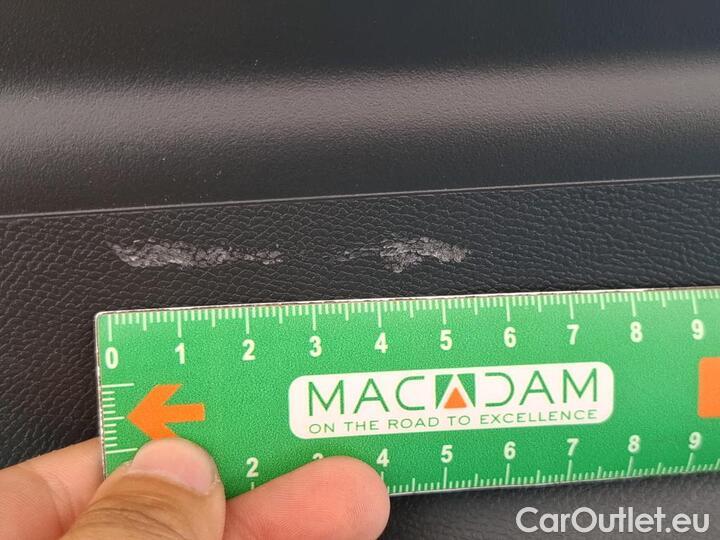 0 1 2 3 4 5 6 7 8 9
MACADAM
ON THE ROAD TO EXCELLENCE
2 3 4 5 6 7 8 9
CarOutlet.eu